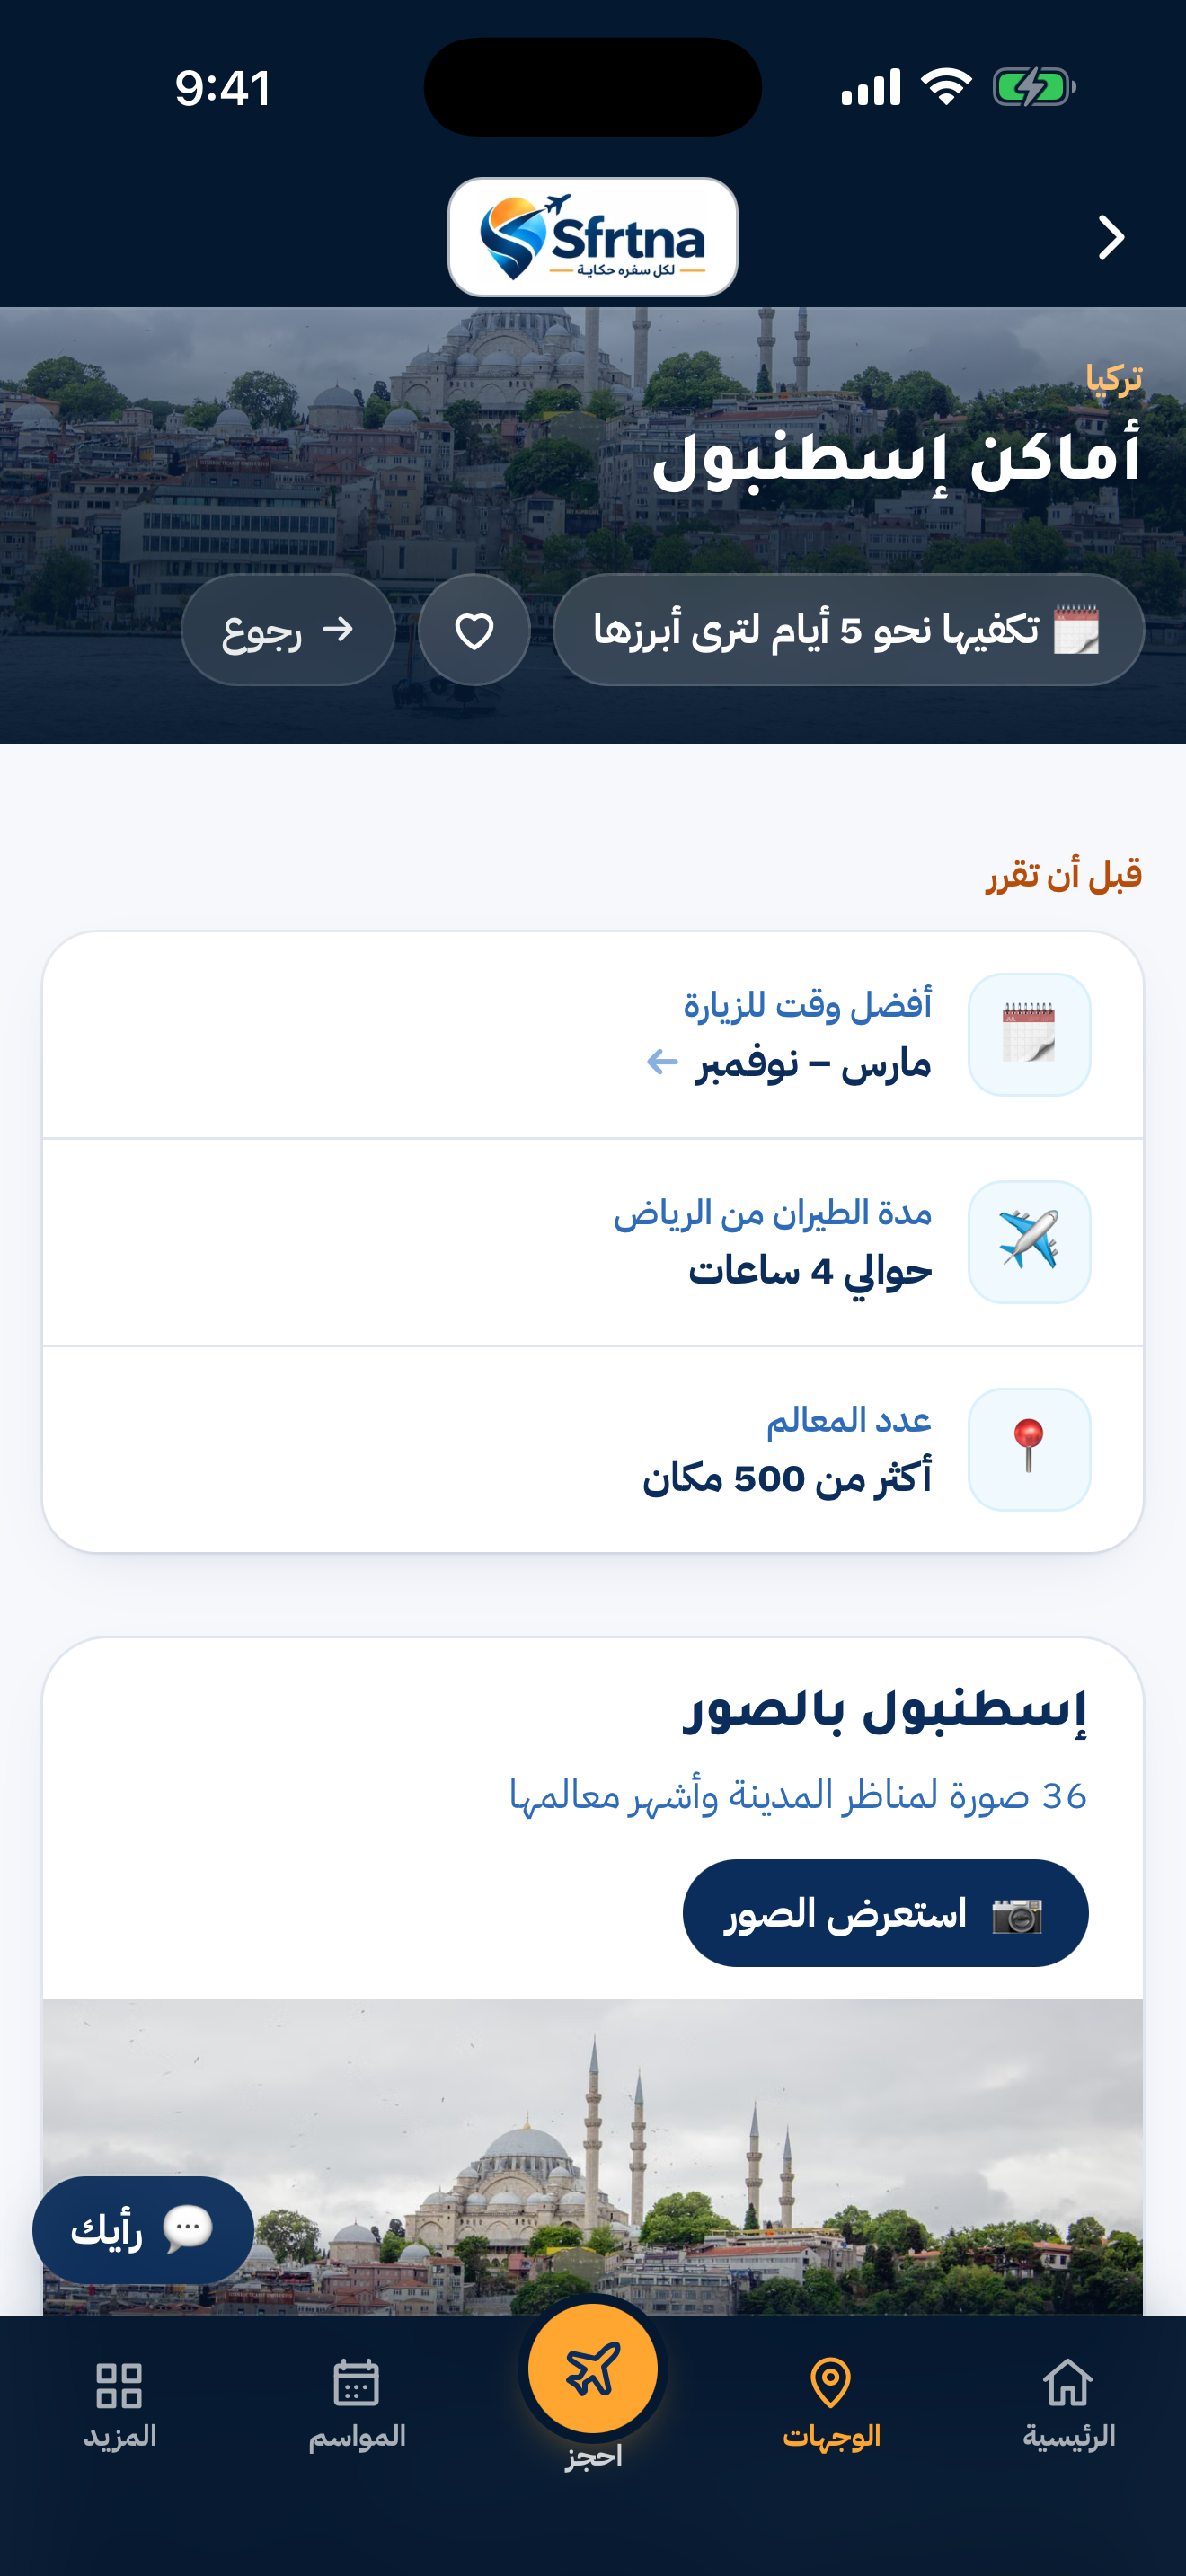 9:41
Sfrtna
لكل سفره حكاية
تركيا
أماكن إسطنبول
تكفيها نحو 5 أيام لترى أبرزها
→ رجوع
قبل أن تقرر
أفضل وقت للزيارة
مارس – نوفمبر ←
مدة الطيران من الرياض
حوالي 4 ساعات
عدد المعالم
أكثر من 500 مكان
إسطنبول بالصور
36 صورة لمناظر المدينة وأشهر معالمها
استعرض الصور
رأيك
الرئيسية
الوجهات
احجز
المواسم
المزيد